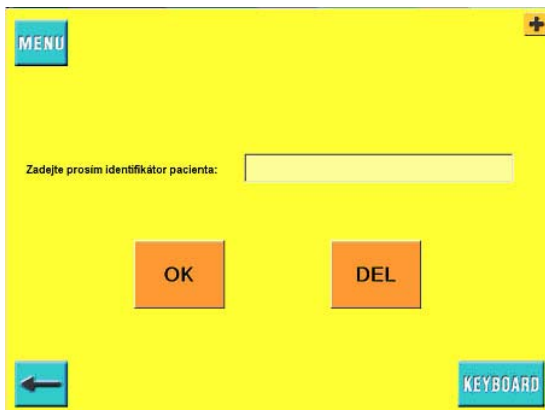 MENU
Zadejte prosím identifikátor pacienta:
OK
DEL
KEYBOARD